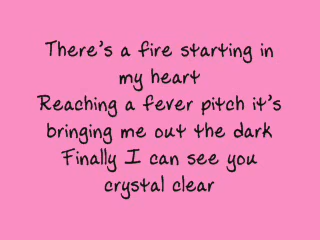 There's a fire starting in
my heart
Reaching a fever pitch it's
bringing me out the dark
Finally I can see you
crystal clear